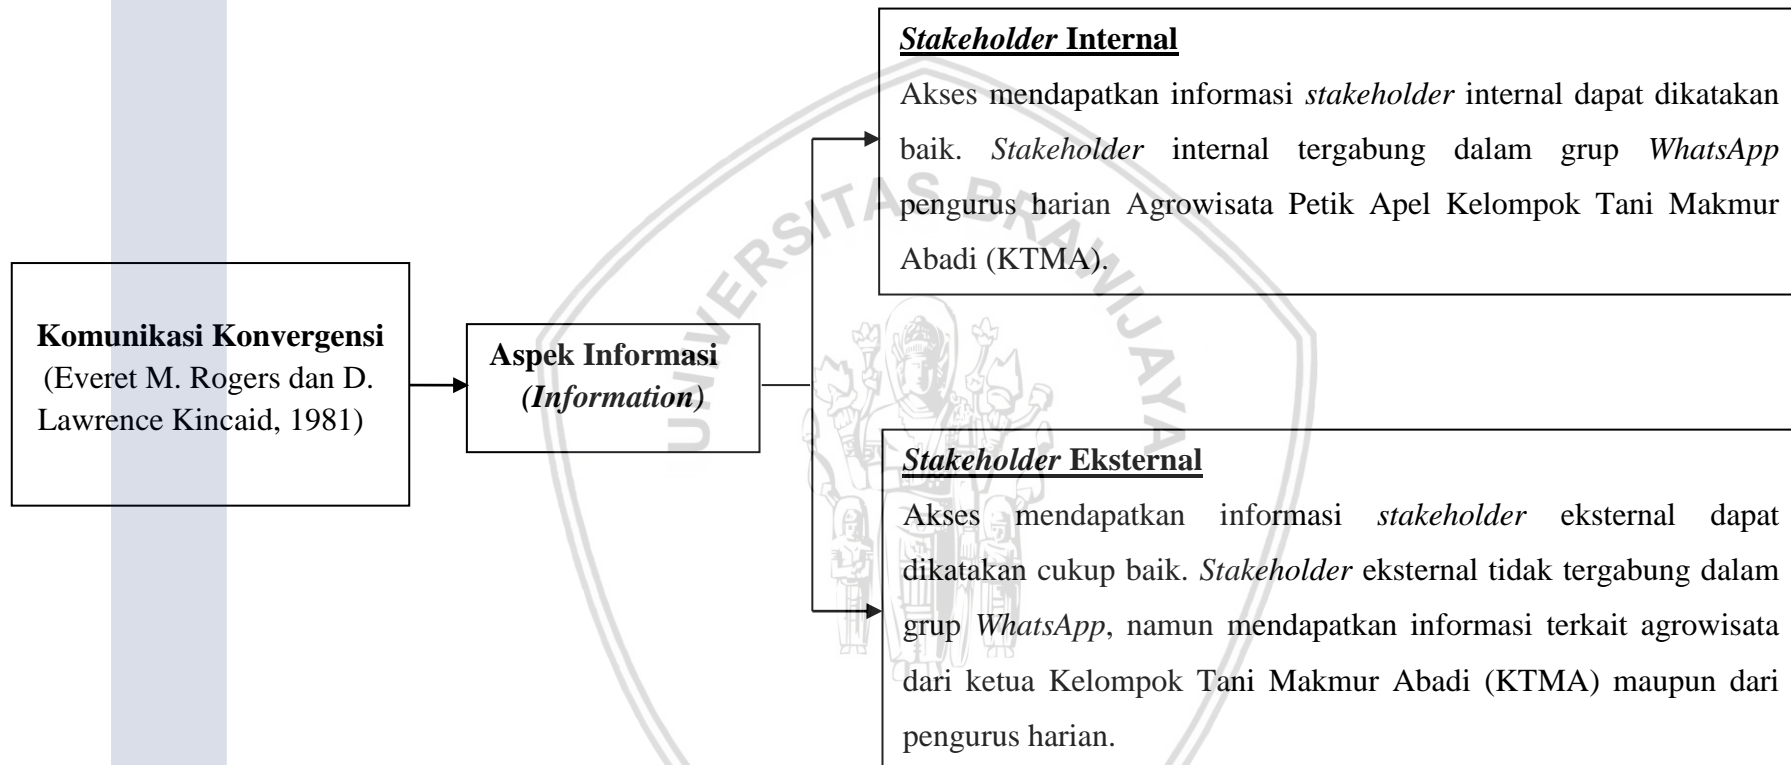 Komunikasi Konvergensi
(Everet M. Rogers dan D.
Lawrence Kincaid, 1981)
Aspek Informasi
(Information)
Stakeholder Internal
Akses mendapatkan informasi stakeholder internal dapat dikatakan
baik. Stakeholder internal tergabung dalam grup WhatsApp
pengurus harian Agrowisata Petik Apel Kelompok Tani Makmur
Abadi (KTMA).
Stakeholder Eksternal
Akses mendapatkan informasi stakeholder eksternal dapat
dikatakan cukup baik. Stakeholder eksternal tidak tergabung dalam
grup WhatsApp, namun mendapatkan informasi terkait agrowisata
dari ketua Kelompok Tani Makmur Abadi (KTMA) maupun dari
pengurus harian.
UNIVERSITAS BRAWIJAYA